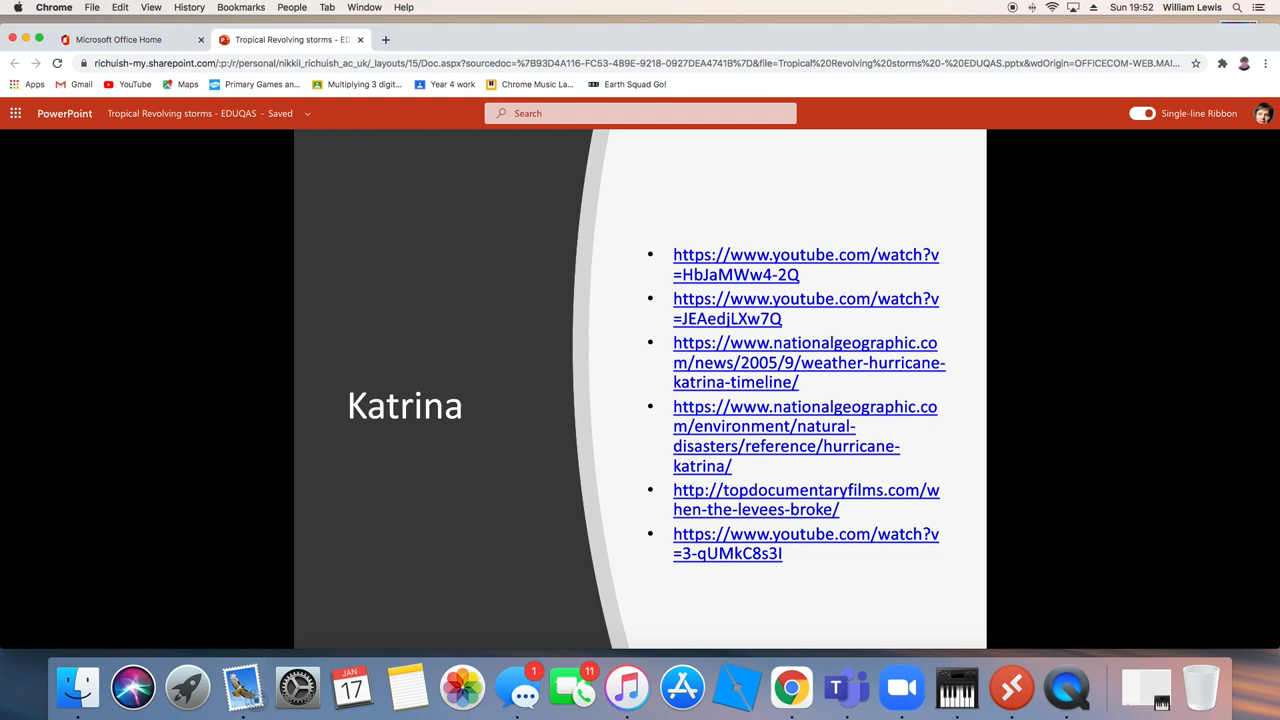 Chrome File Edit View History Bookmarks People Tab Window Help Sun 19:52 William Lewis
Microsoft Office Home Tropical Revolving storms - ED
richuish-my.sharepoint.com/:p:/r/personal/nikkil_richuish_ac_uk/_layouts/15/Doc.aspx?sourcedoc=%7B93D4A116-FC53-489E-9218-0927DEA4741B%7D&file=Tropical%20Revolving%20storms%20-%20EDUQAS.pptx&wdOrigin=OFFICECOM-WEB.MAI...
Apps Gmail YouTube Maps Primary Games an... Multiplying 3 digit... Year 4 work Chrome Music La... Earth Squad Go!
PowerPoint Tropical Revolving storms - EDUQAS - Saved Search Single-line Ribbon
Katrina
• https://www.youtube.com/watch?v
=HbJaMWw4-2Q
• https://www.youtube.com/watch?v
=JEAedjLXw7Q
• https://www.nationalgeographic.co
m/news/2005/9/weather-hurricane-
katrina-timeline/
• https://www.nationalgeographic.co
m/environment/natural-
disasters/reference/hurricane-
katrina/
• http://topdocumentaryfilms.com/w
hen-the-levees-broke/
• https://www.youtube.com/watch?v
=3-qUMkC8s3I
JAN
17
1
11